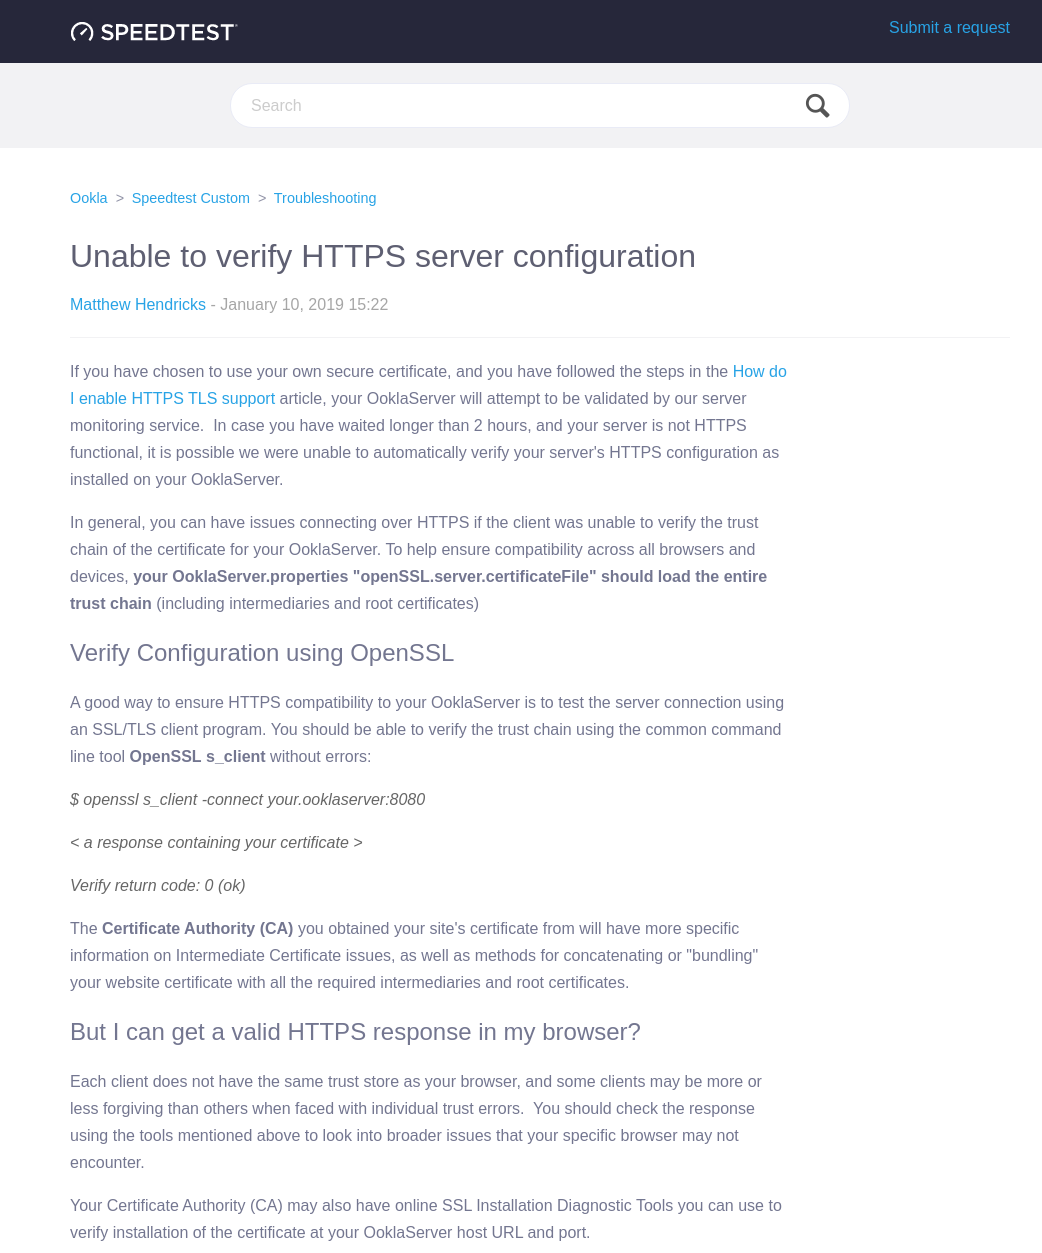 SPEEDTEST
Submit a request
Search
Ookla > Speedtest Custom > Troubleshooting
Unable to verify HTTPS server configuration
Matthew Hendricks - January 10, 2019 15:22
If you have chosen to use your own secure certificate, and you have followed the steps in the How do
I enable HTTPS TLS support article, your OoklaServer will attempt to be validated by our server
monitoring service.  In case you have waited longer than 2 hours, and your server is not HTTPS
functional, it is possible we were unable to automatically verify your server's HTTPS configuration as
installed on your OoklaServer.
In general, you can have issues connecting over HTTPS if the client was unable to verify the trust
chain of the certificate for your OoklaServer. To help ensure compatibility across all browsers and
devices, your OoklaServer.properties "openSSL.server.certificateFile" should load the entire
trust chain (including intermediaries and root certificates)
Verify Configuration using OpenSSL
A good way to ensure HTTPS compatibility to your OoklaServer is to test the server connection using
an SSL/TLS client program. You should be able to verify the trust chain using the common command
line tool OpenSSL s_client without errors:
$ openssl s_client -connect your.ooklaserver:8080
< a response containing your certificate >
Verify return code: 0 (ok)
The Certificate Authority (CA) you obtained your site's certificate from will have more specific
information on Intermediate Certificate issues, as well as methods for concatenating or "bundling"
your website certificate with all the required intermediaries and root certificates.
But I can get a valid HTTPS response in my browser?
Each client does not have the same trust store as your browser, and some clients may be more or
less forgiving than others when faced with individual trust errors.  You should check the response
using the tools mentioned above to look into broader issues that your specific browser may not
encounter.
Your Certificate Authority (CA) may also have online SSL Installation Diagnostic Tools you can use to
verify installation of the certificate at your OoklaServer host URL and port.